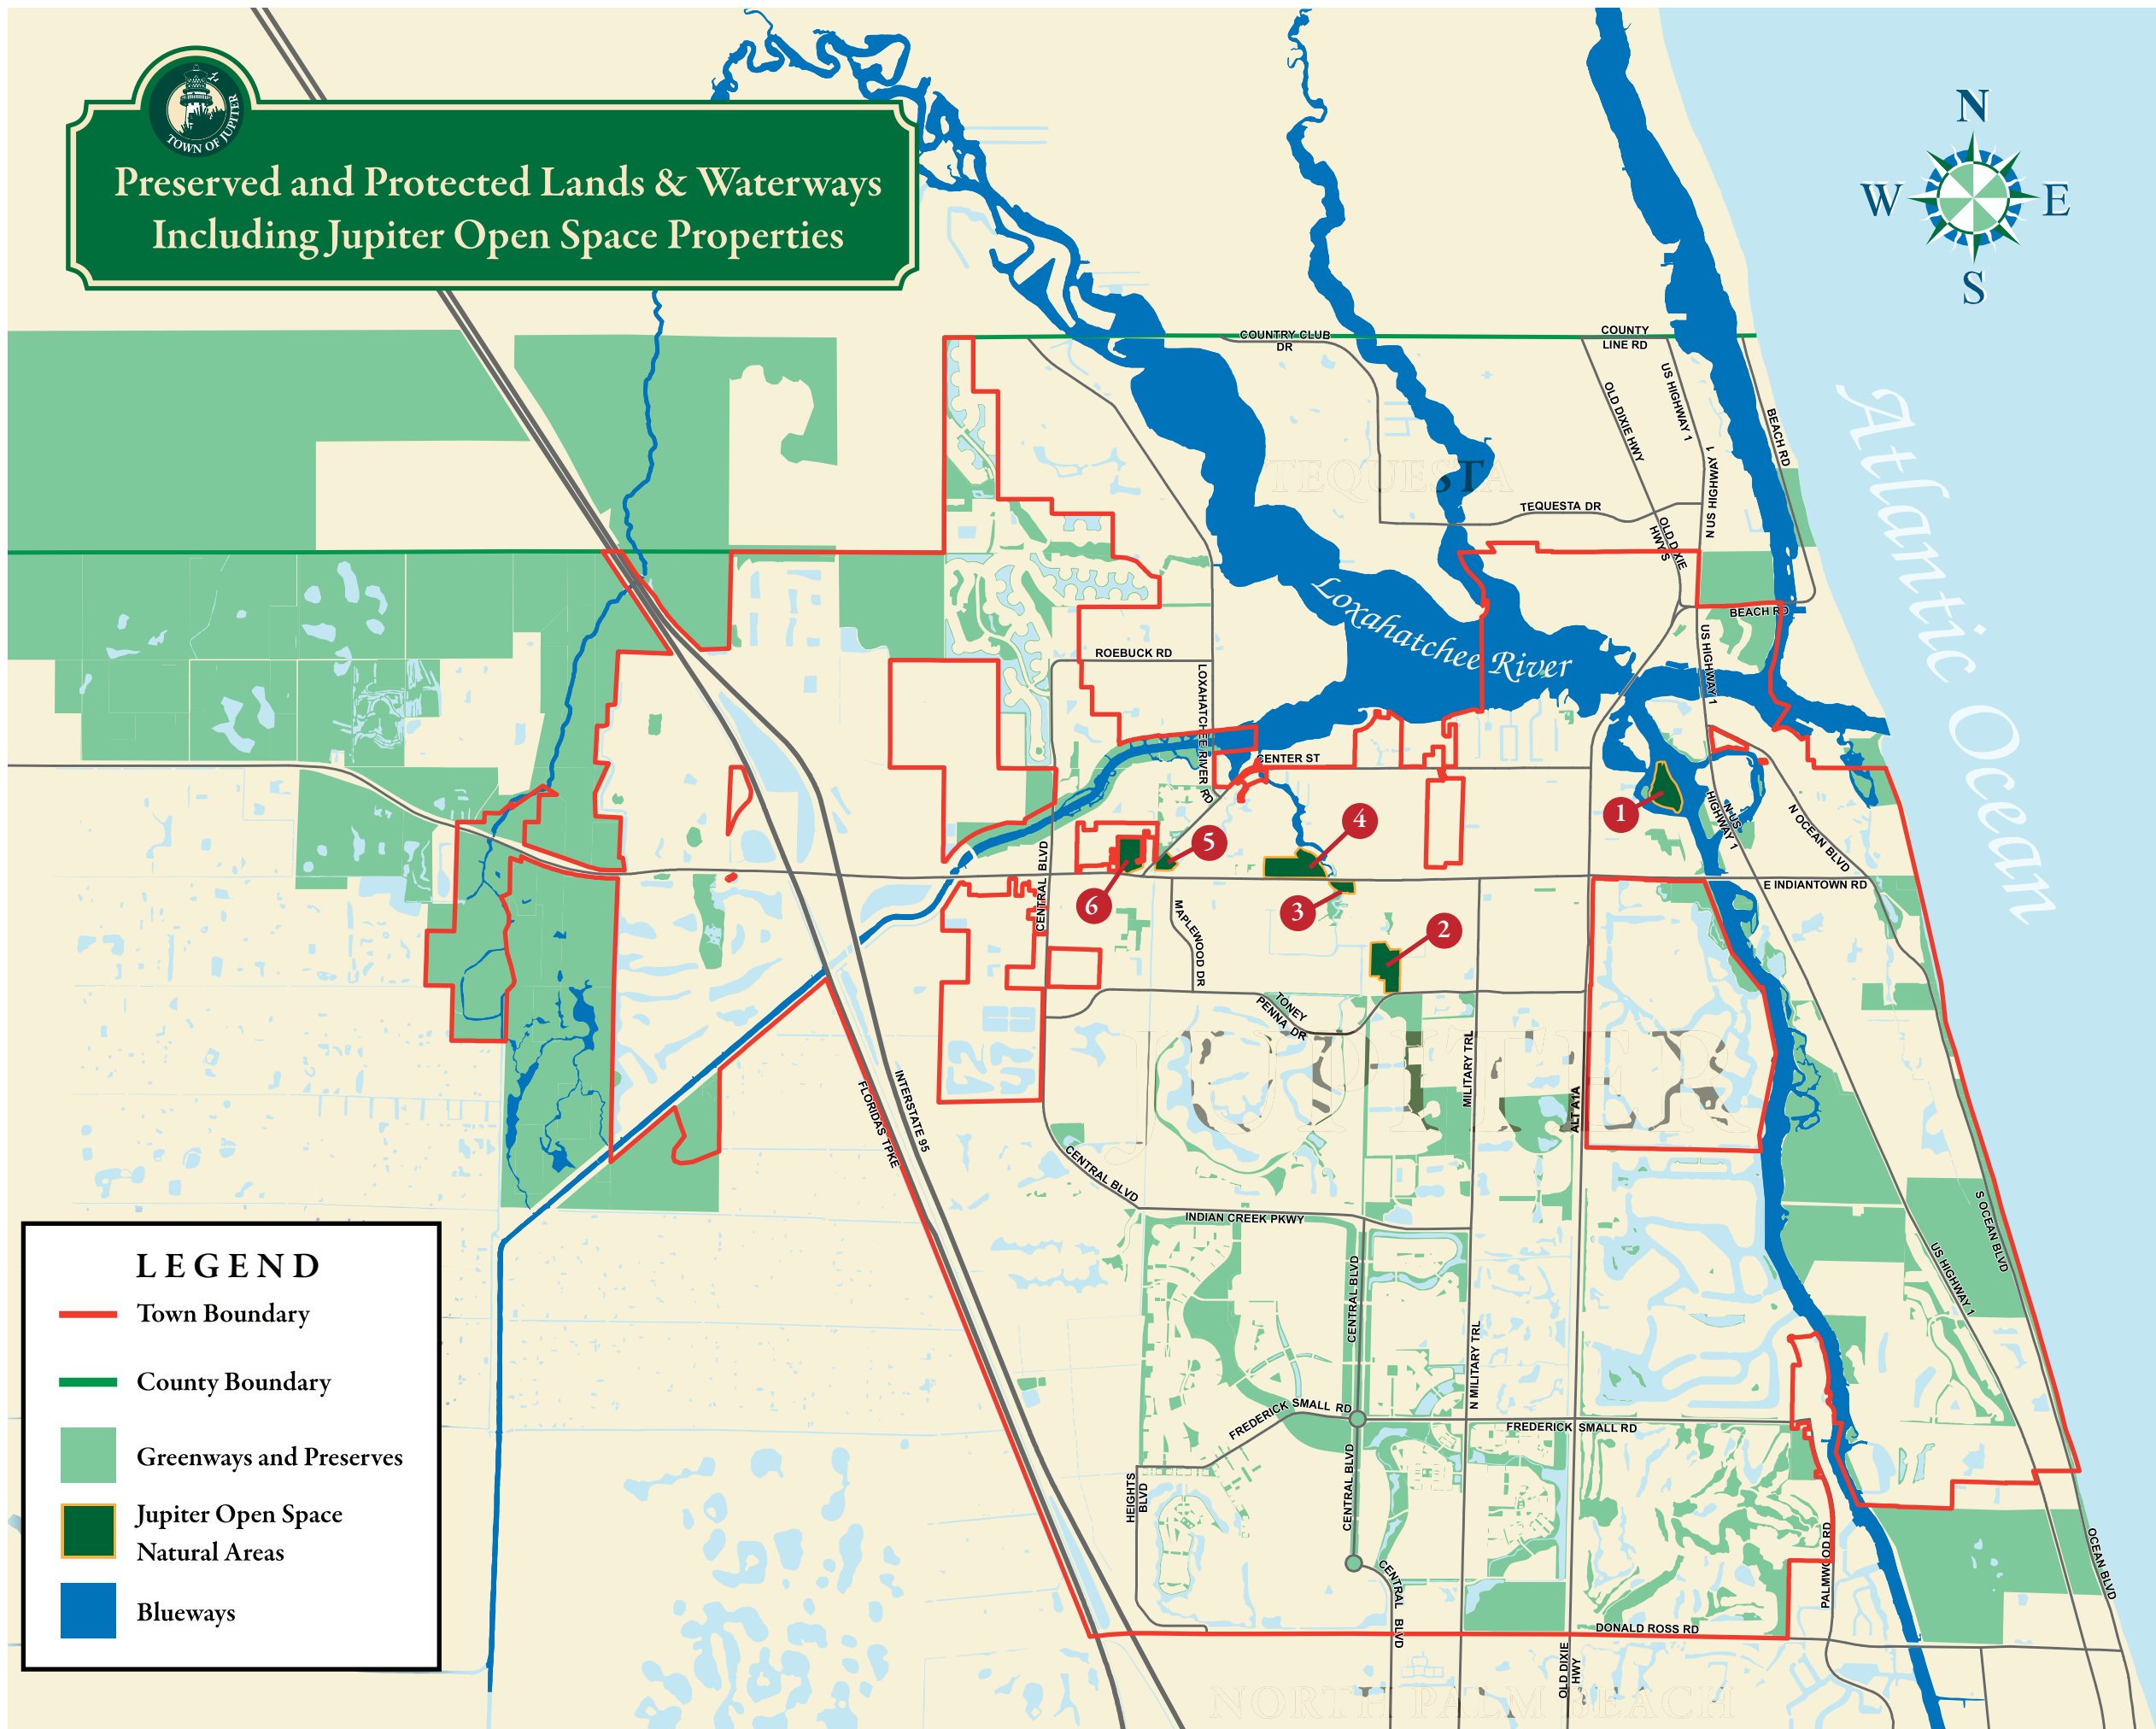 TOWN OF JUPITER
Preserved and Protected Lands & Waterways
Including Jupiter Open Space Properties
N
W
E
S
COUNTRY CLUB
DR
COUNTY
LINE RD
US HIGHWAY 1
OLD DIXIE HWY
N US HIGHWAY 1
BEACH RD
Atlantic Ocean
TEQUESTA
TEQUESTA DR
OLD DIXIE
HWY S
BEACH RD
Loxahatchee River
ROEBUCK RD
LOXAHATCHEE RIVER RD
US HIGHWAY 1
CENTER ST
1
N US
HIGHWAY 1
N OCEAN BLVD
4
5
6
3
2
CENTRAL BLVD
E INDIANTOWN RD
MAPLEWOOD DR
TONEY
PENNA DR
JUPITER
MILITARY TRL
ALT A1A
FLORIDAS TPKE
INTERSTATE 95
CENTRAL BLVD
INDIAN CREEK PKWY
S OCEAN BLVD
US HIGHWAY 1
CENTRAL BLVD
N MILITARY TRL
FREDERICK SMALL RD
FREDERICK SMALL RD
HEIGHTS
BLVD
CENTRAL BLVD
CENTRAL BLVD
PALMWOOD RD
OCEAN BLVD
DONALD ROSS RD
OLD DIXIE
HWY
NORTH PALM BEACH
LEGEND
Town Boundary
County Boundary
Greenways and Preserves
Jupiter Open Space
Natural Areas
Blueways